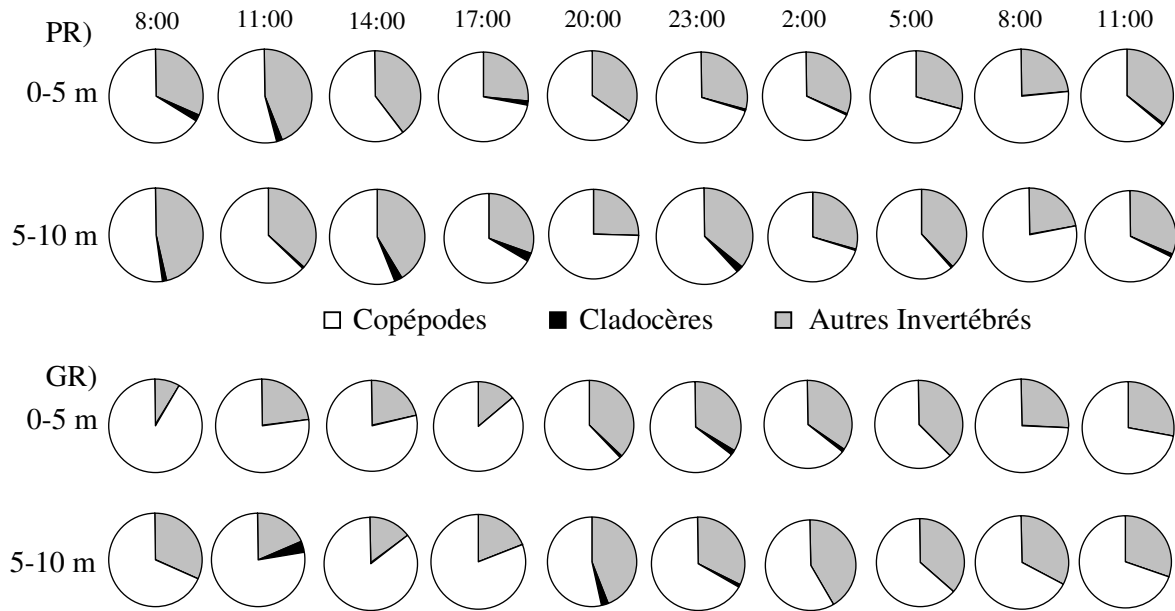 8:00 11:00 14:00 17:00 20:00 23:00 2:00 5:00 8:00 11:00
PR)
0-5 m
5-10 m
Copépodes Cladocères Autres Invertébrés
GR)
0-5 m
5-10 m